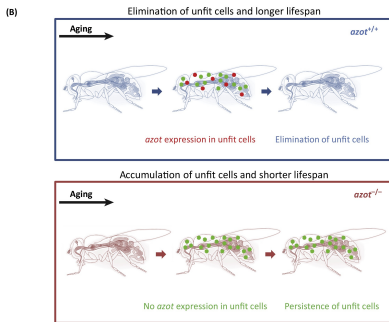 (B)
Elimination of unfit cells and longer lifespan
Aging
azot+/+
azot expression in unfit cells
Elimination of unfit cells
Accumulation of unfit cells and shorter lifespan
Aging
azot−/−
No azot expression in unfit cells
Persistence of unfit cells